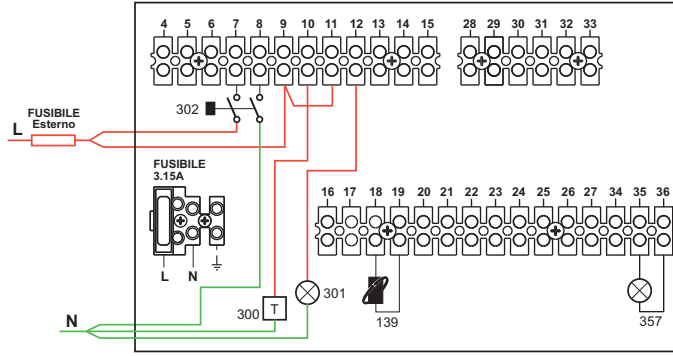 4 5 6 7 8 9 10 11 12 13 14 15 28 29 30 31 32 33
302
FUSIBILE
Esterno
L
FUSIBILE
3.15A
L N
16 17 18 19 20 21 22 23 24 25 26 27 34 35 36
N
300
T
301
139
357